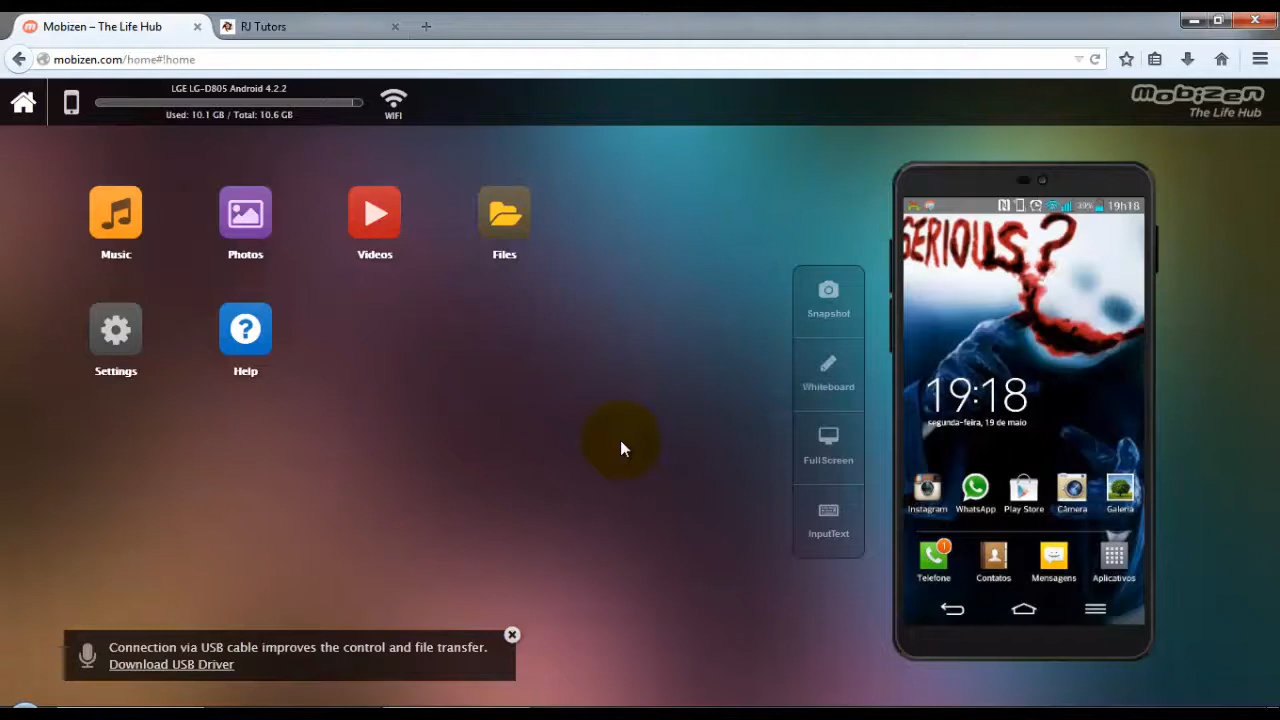 Mobizen – The Life Hub
RJ Tutors
mobizen.com/home#!home
LGE LG-D805 Android 4.2.2
Used: 10.1 GB / Total: 10.6 GB
WIFI
mobizen
The Life Hub
Music
Photos
Videos
Files
Settings
Help
Snapshot
Whiteboard
FullScreen
InputText
39%
19h18
SERIOUS?
19:18
segunda-feira, 19 de maio
Instagram
WhatsApp
Play Store
Câmera
Galeria
1
Telefone
Contatos
Mensagens
Aplicativos
Connection via USB cable improves the control and file transfer.
Download USB Driver